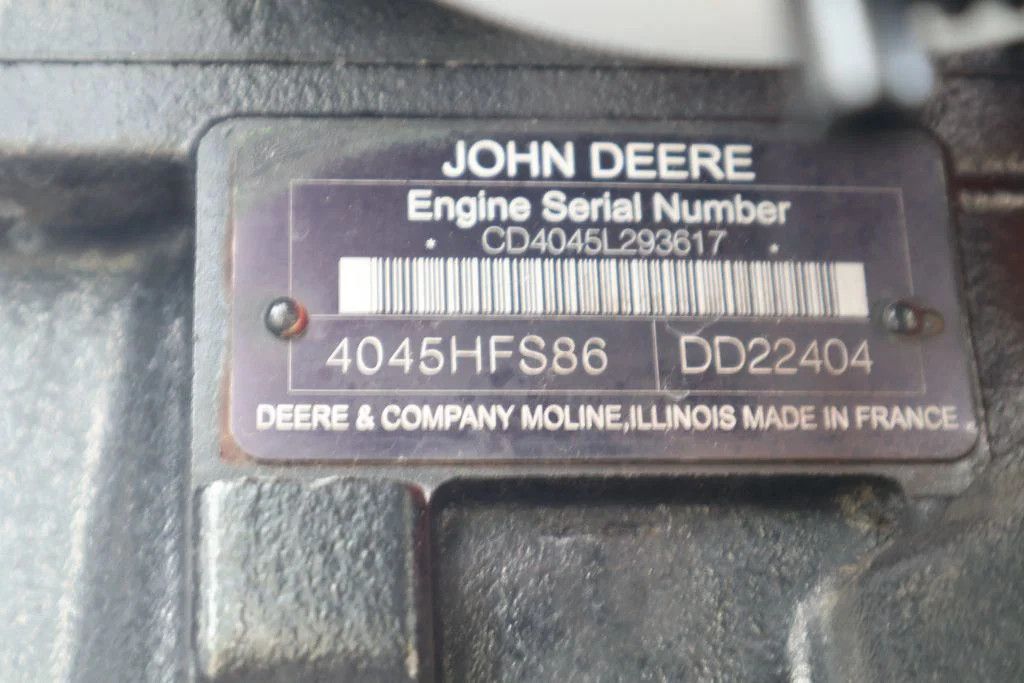 JOHN DEERE
Engine Serial Number
* CD4045L293617 *
4045HFS86 DD22404
DEERE & COMPANY MOLINE,ILLINOIS MADE IN FRANCE